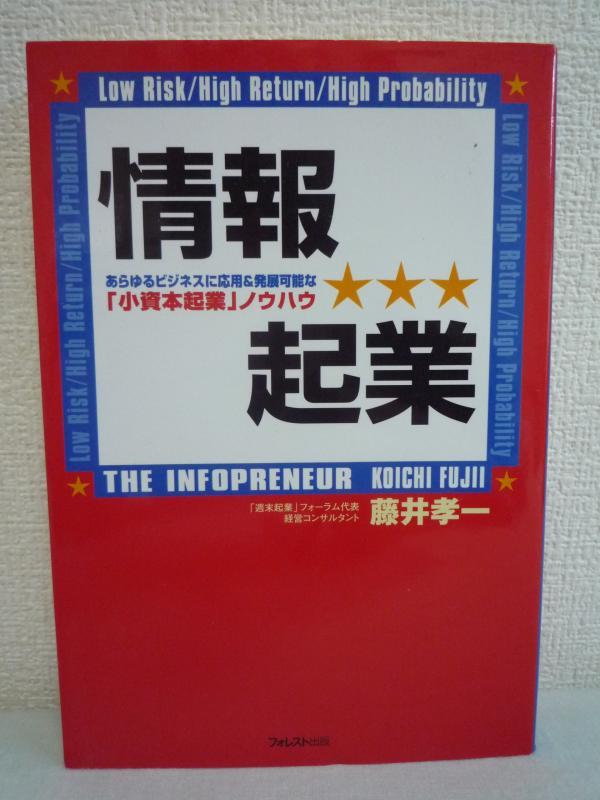 Low Risk/High Return/High Probability
Low Risk/High Return/High Probability
Low Risk/High Return/High Probability
情報
あらゆるビジネスに応用&発展可能な
「小資本起業」ノウハウ
起業
THE INFOPRENEUR KOICHI FUJII
「週末起業」フォーラム代表
経営コンサルタント
藤井孝一
フォレスト出版